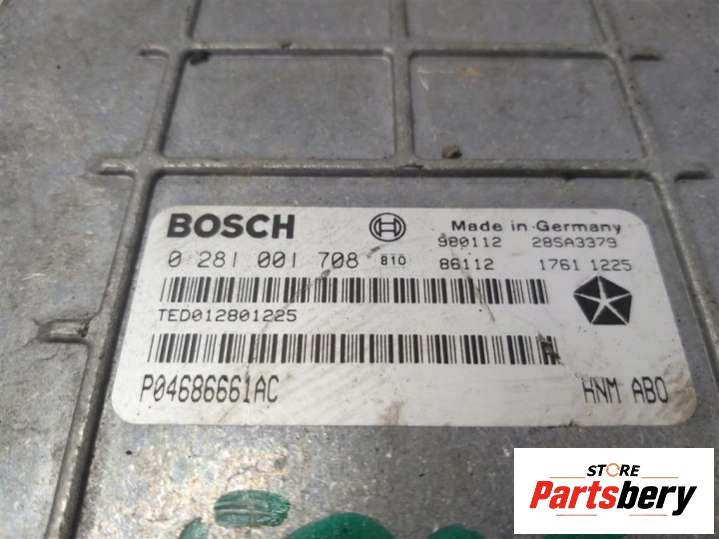 BOSCH
Made in Germany
980112 28SA3379
0 281 001 708 810 86112 1761 1225
TED012801225
P04686661AC HNM ABO
STORE
Partsbery